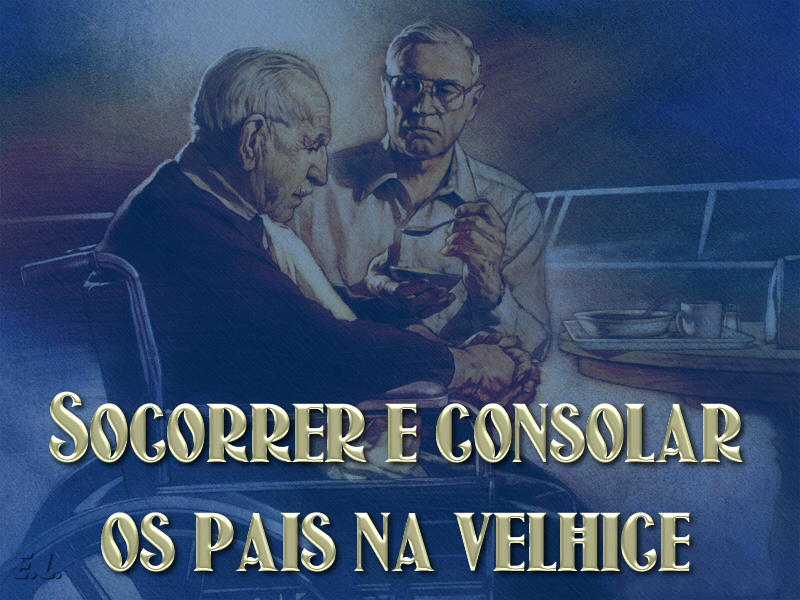 Socorrer e consolar
os pais na velhice
E.L.